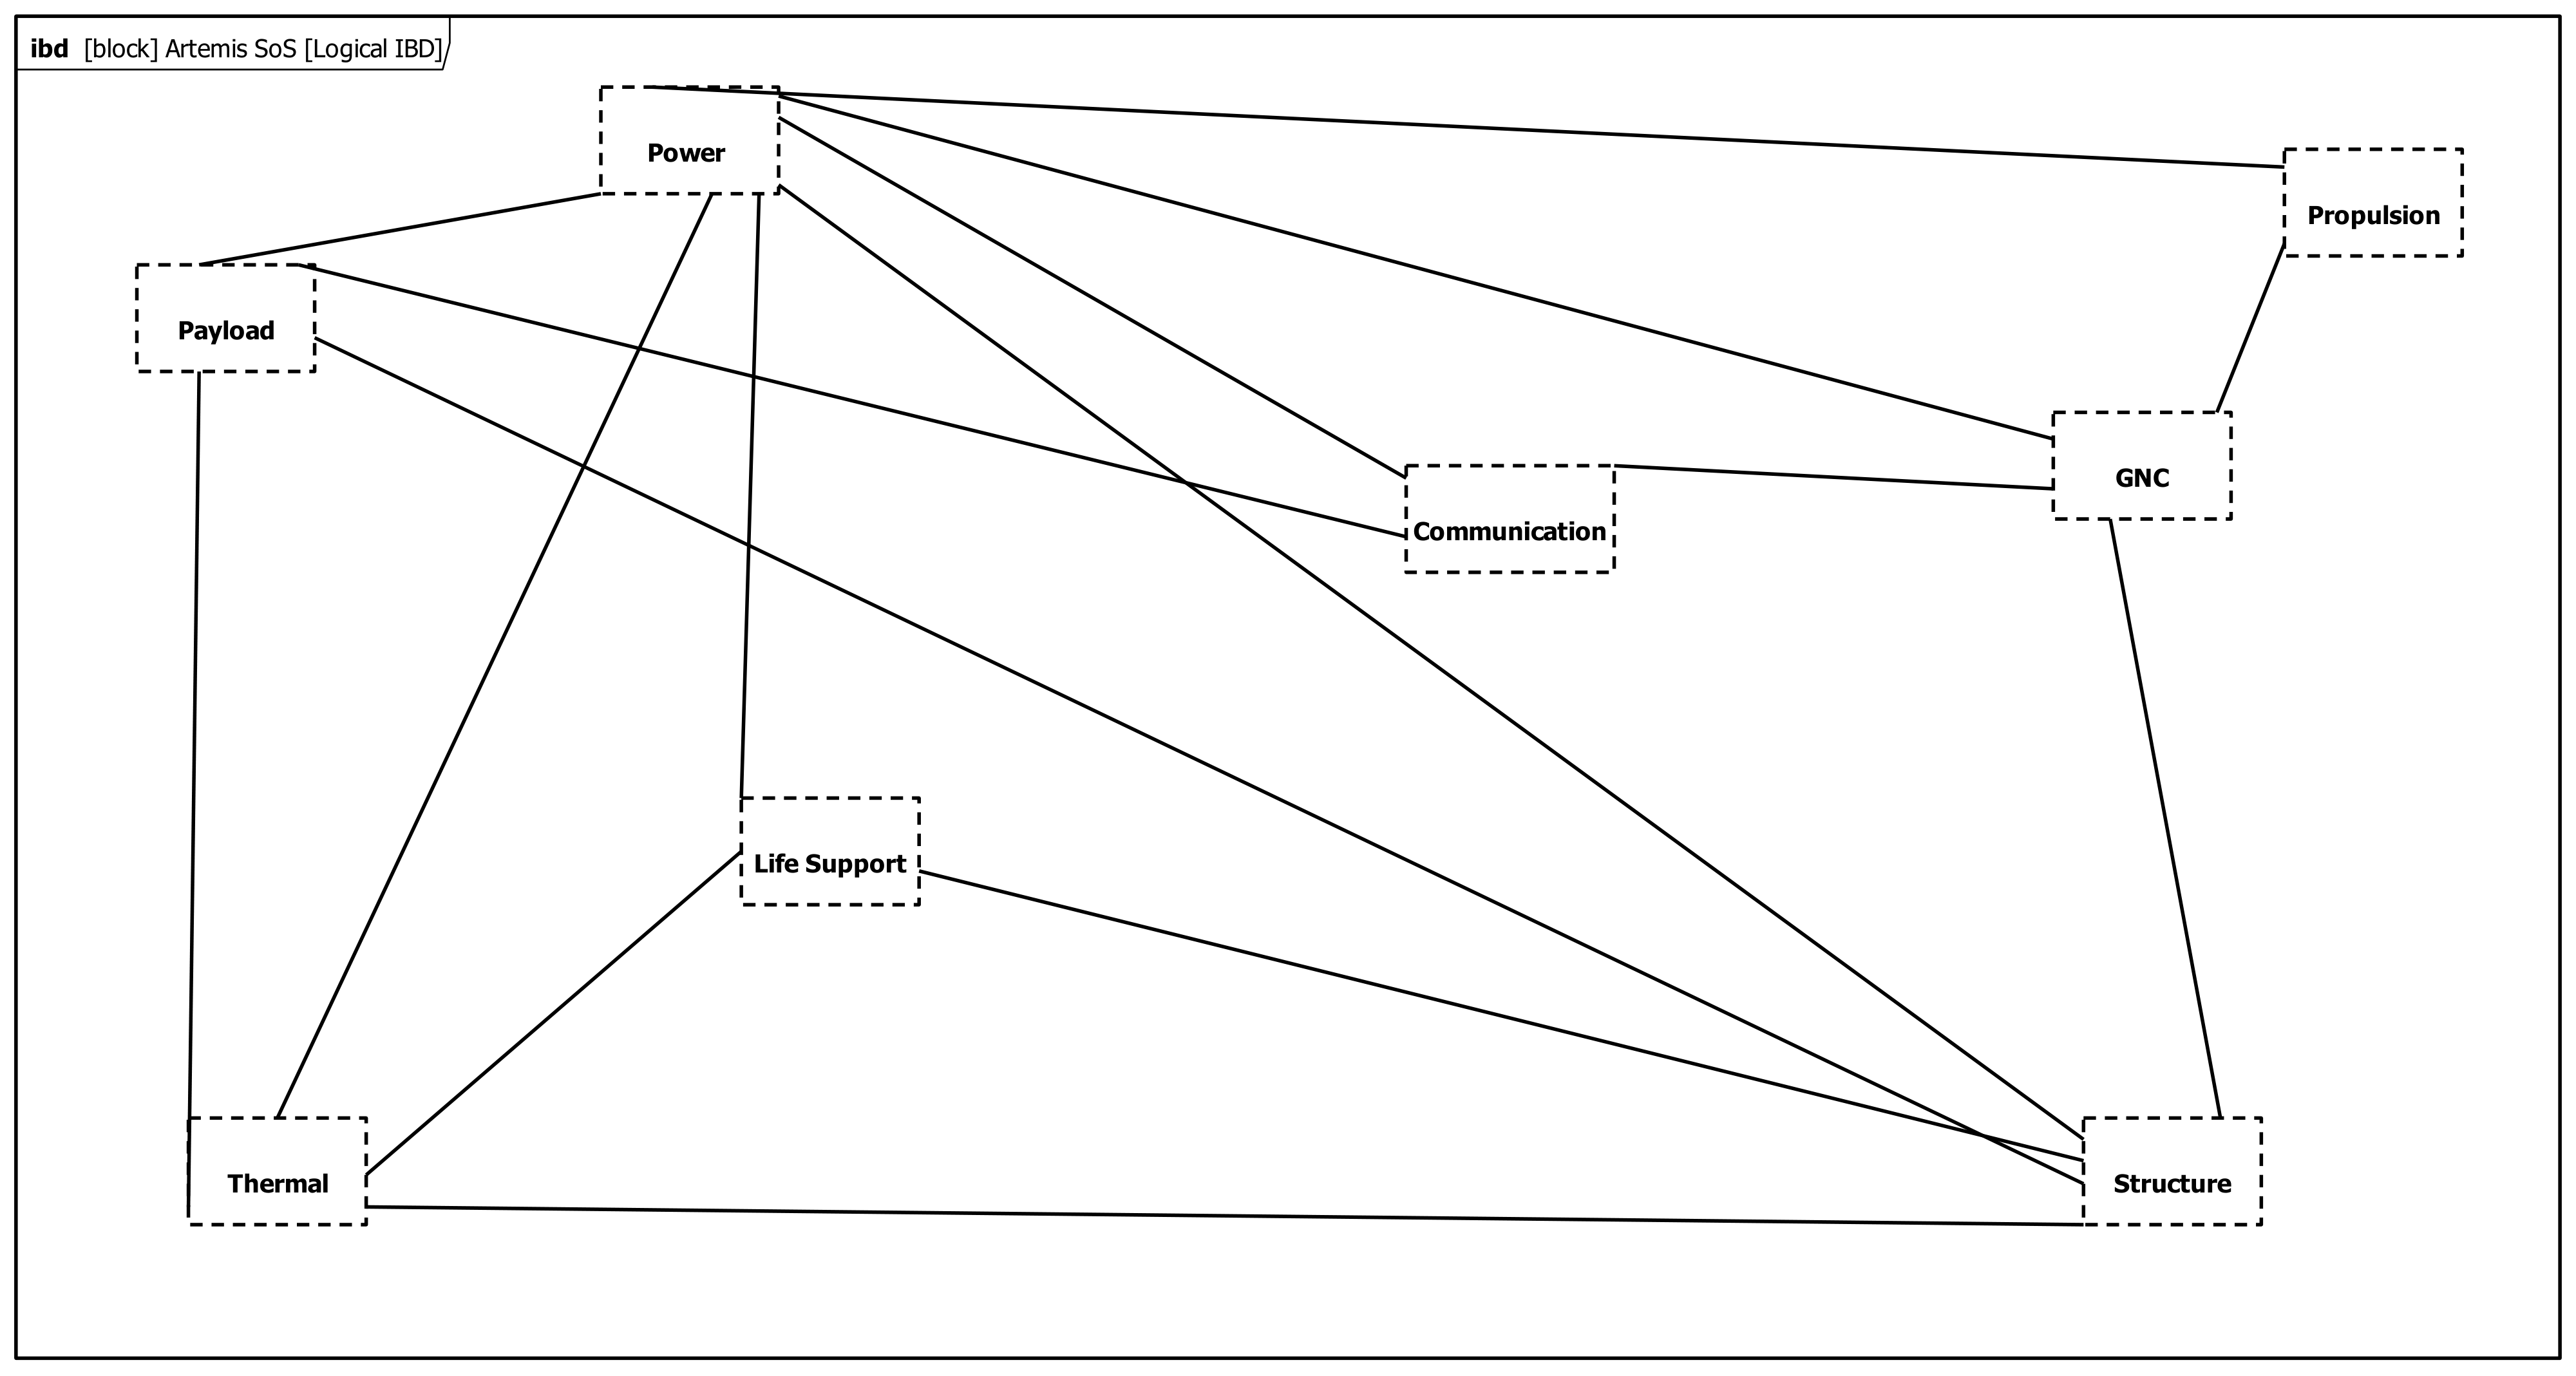 ibd [block] Artemis SoS [Logical IBD]
Power
Propulsion
Payload
GNC
Communication
Life Support
Thermal
Structure